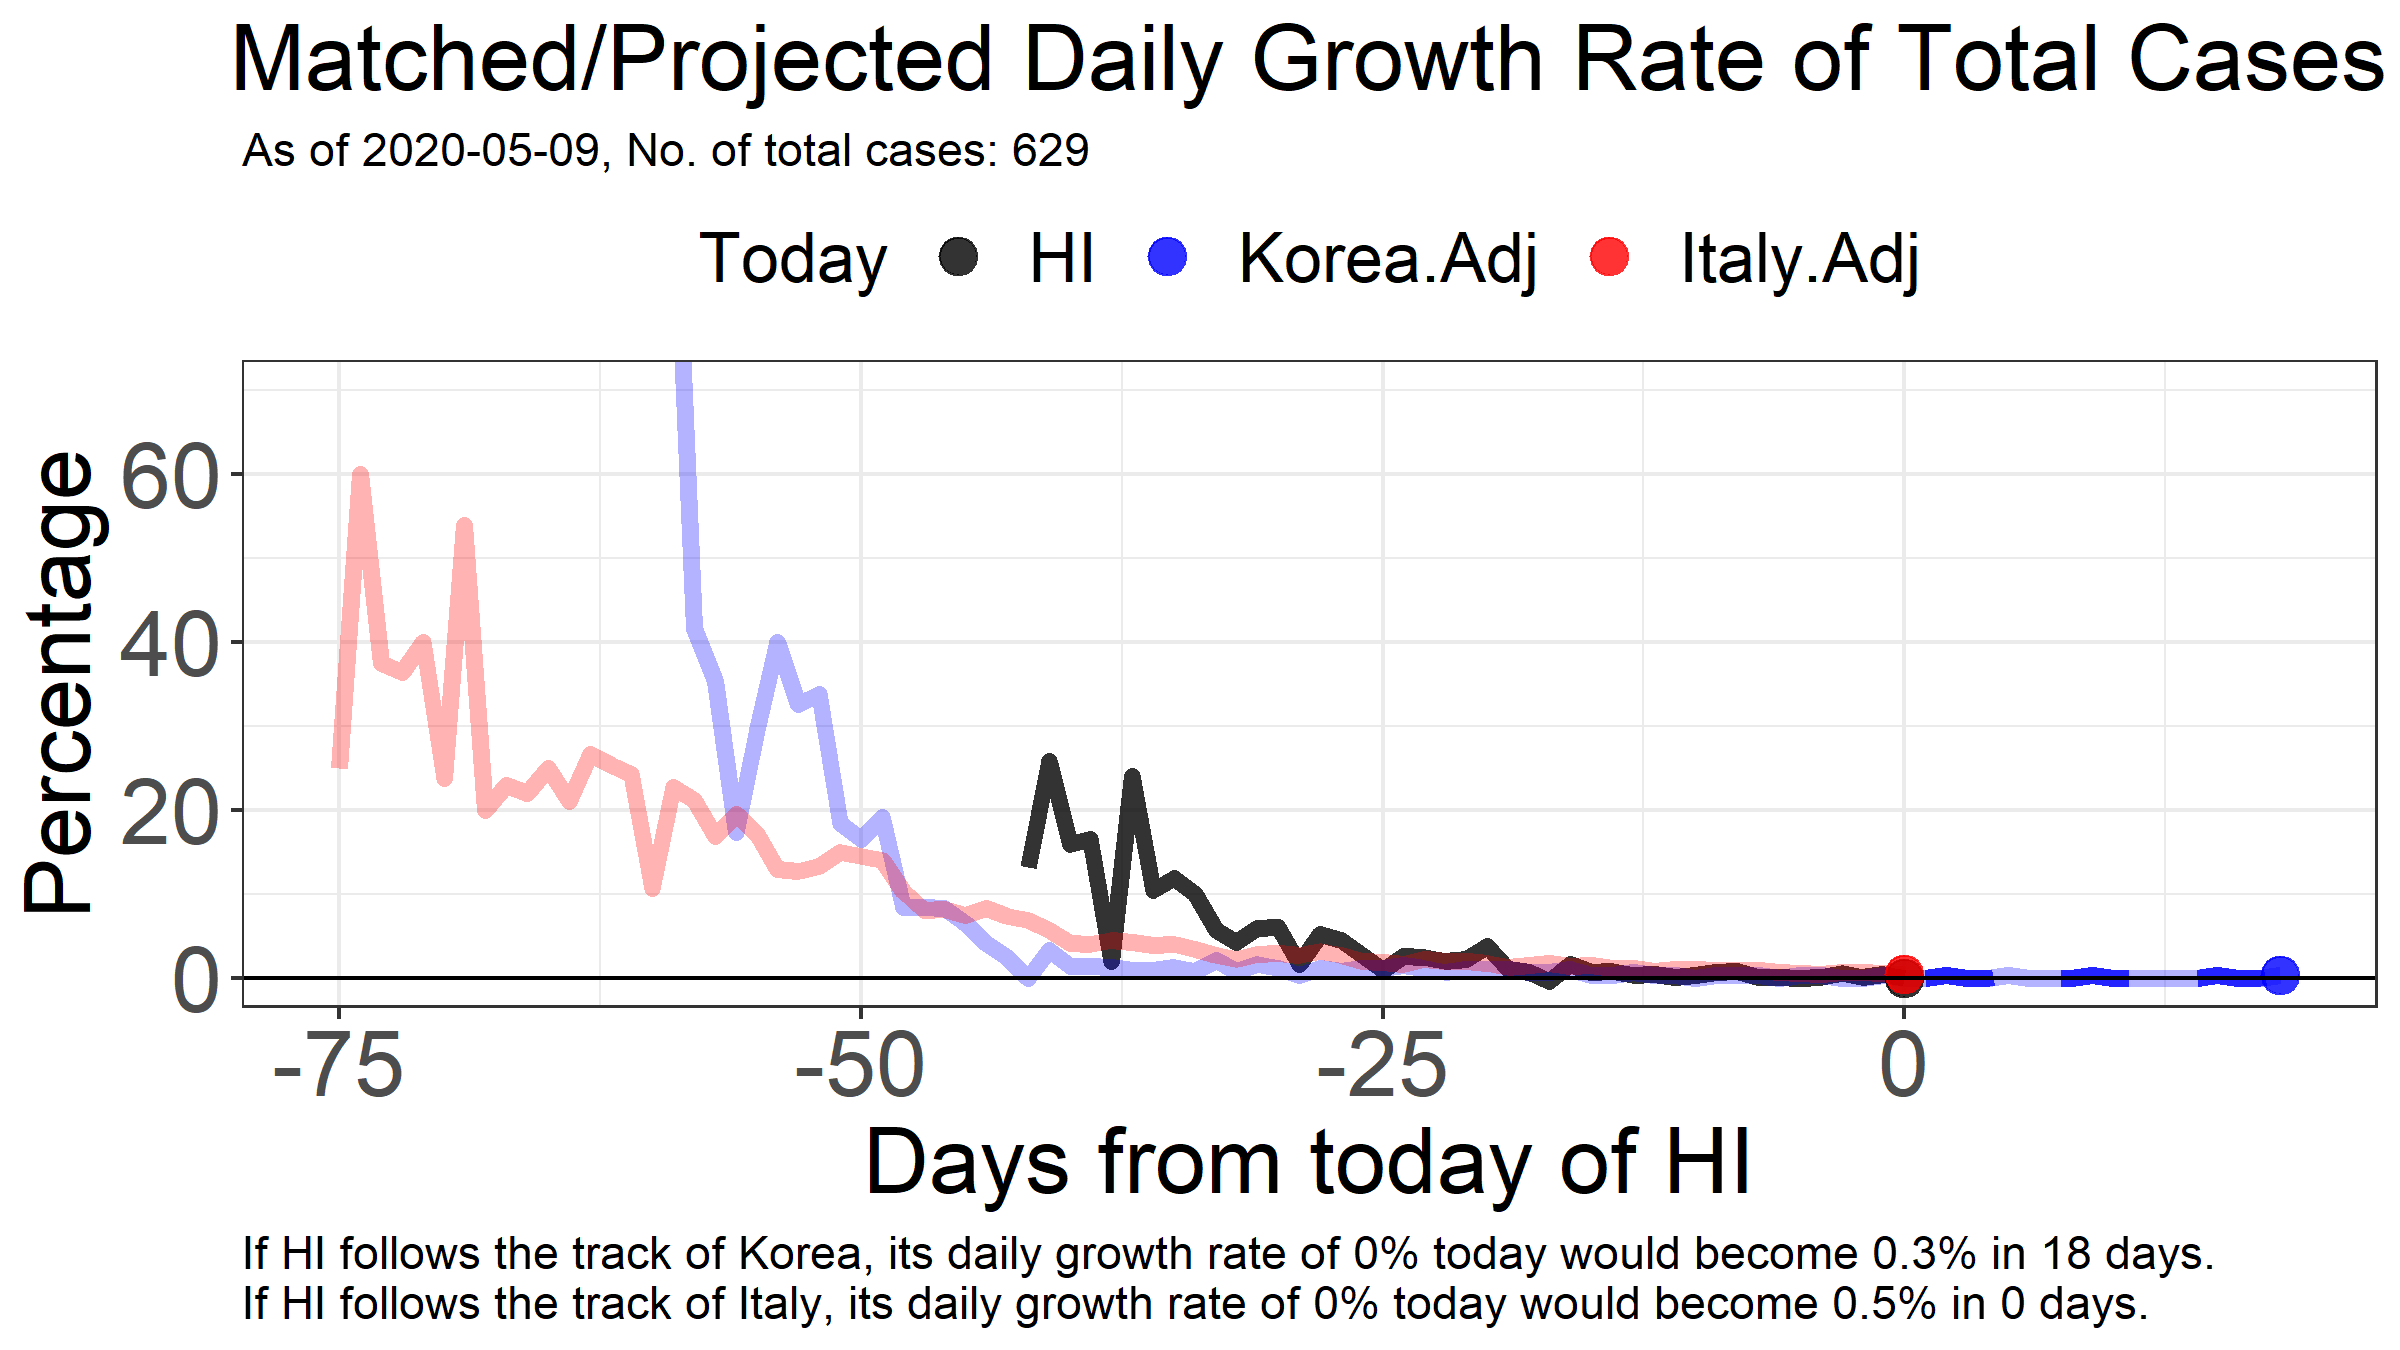 Matched/Projected Daily Growth Rate of Total Cases
As of 2020-05-09, No. of total cases: 629
Today HI Korea.Adj Italy.Adj
Percentage
60
40
20
0
-75 -50 -25 0
Days from today of HI
If HI follows the track of Korea, its daily growth rate of 0% today would become 0.3% in 18 days.
If HI follows the track of Italy, its daily growth rate of 0% today would become 0.5% in 0 days.